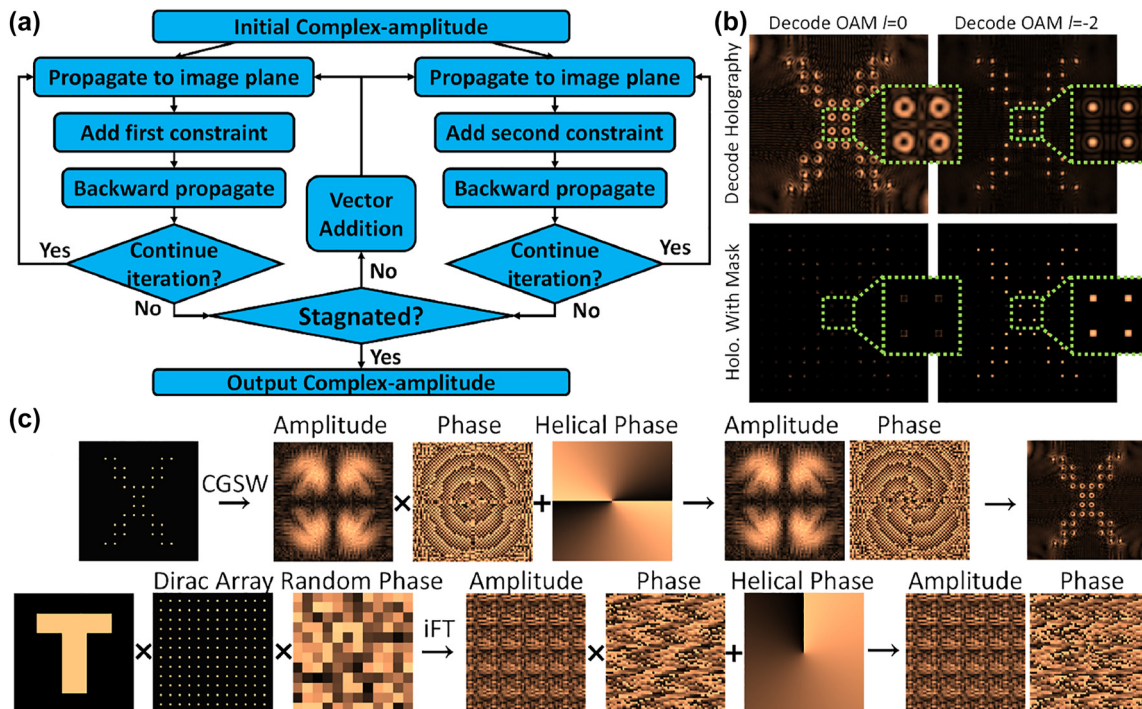 (a)
Initial Complex-amplitude
Propagate to image plane
Propagate to image plane
Add first constraint
Add second constraint
Backward propagate
Backward propagate
Vector
Addition
Yes
Continue
iteration?
No
Continue
iteration?
Yes
No
Stagnated?
No
Yes
Output Complex-amplitude
(b)
Decode OAM l=0
Decode OAM l=-2
Decode Holography
Holo. With Mask
(c)
Amplitude
Phase
Helical Phase
Amplitude
Phase
CGSW
×
+
Dirac Array
Random Phase
Amplitude
Phase
Helical Phase
Amplitude
Phase
T
×
×
iFT
×
+